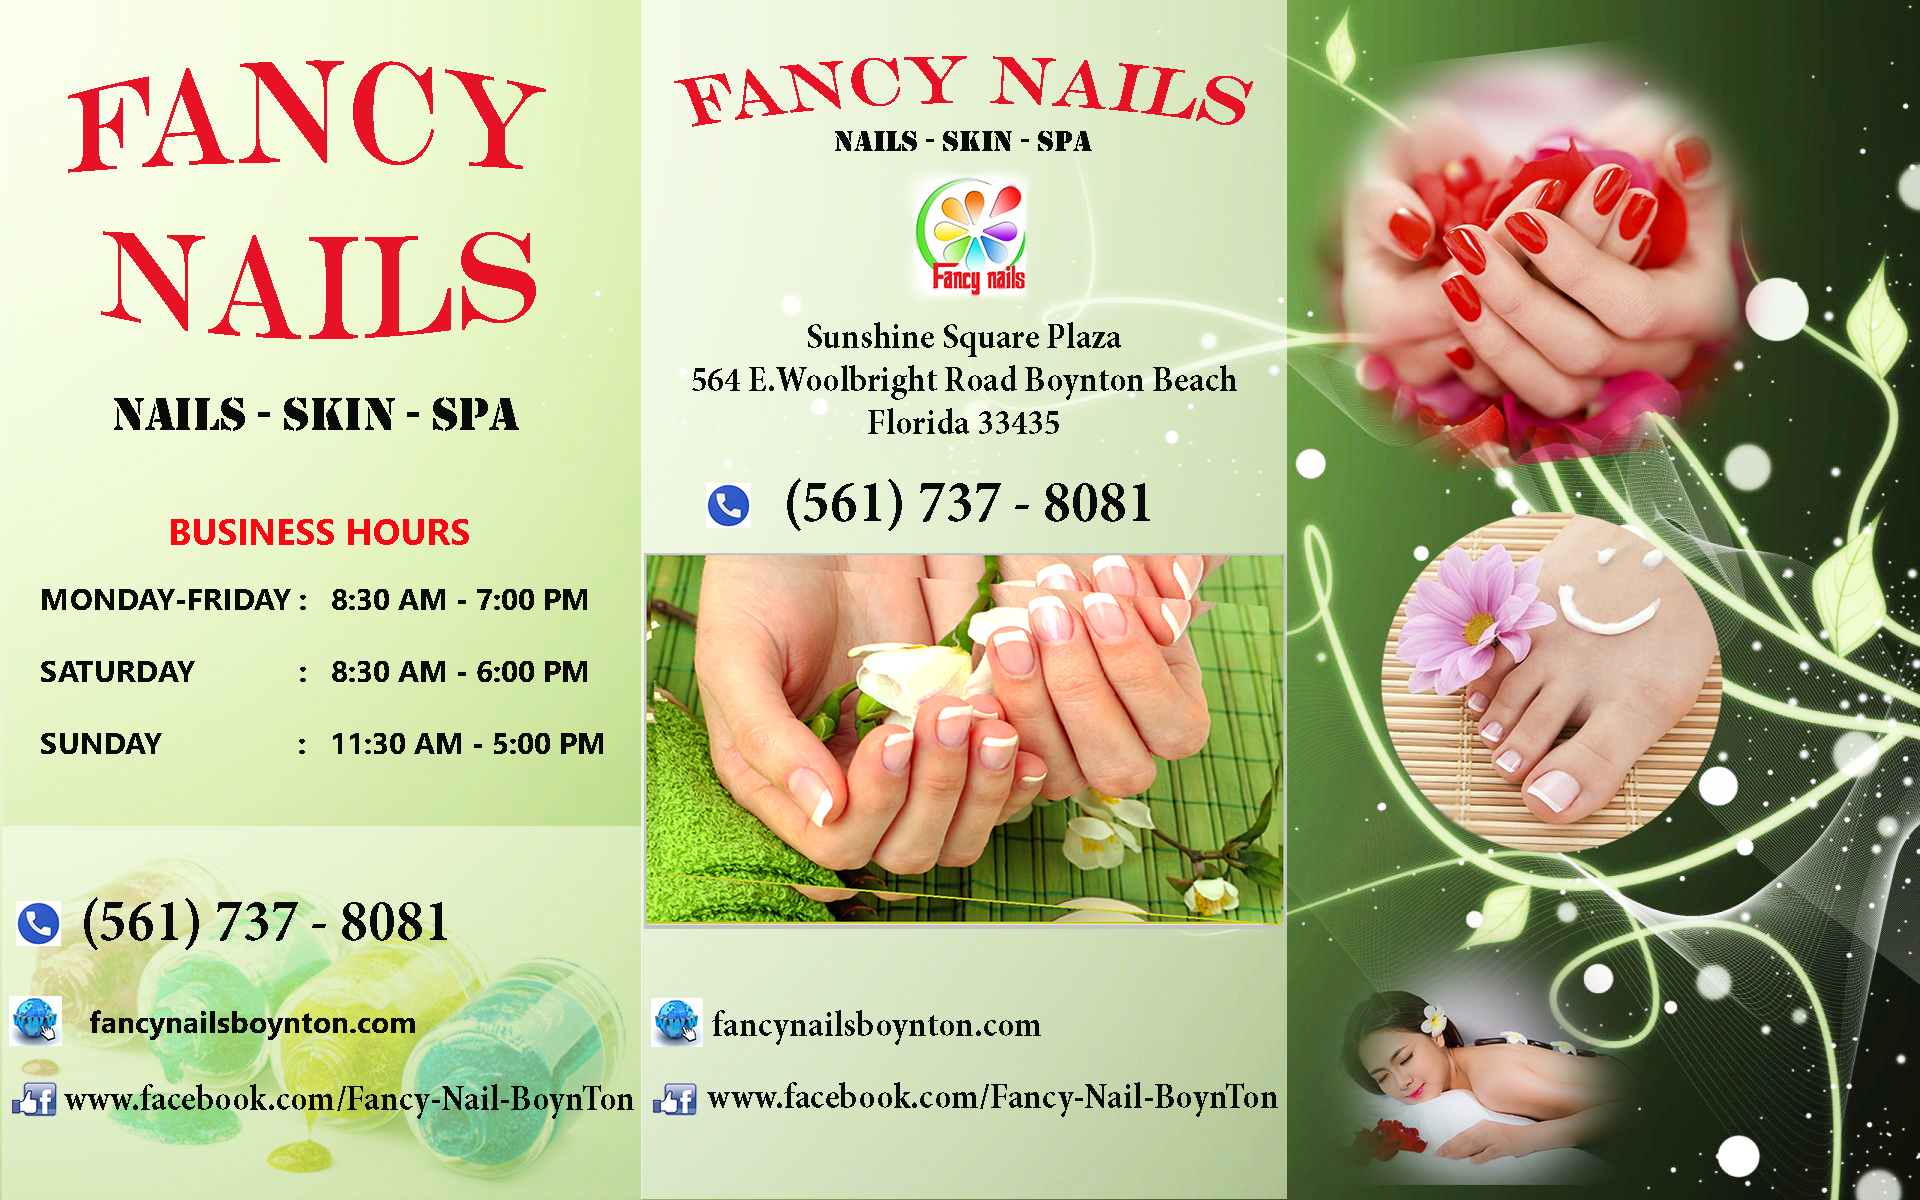 FANCY
NAILS
NAILS - SKIN - SPA
BUSINESS HOURS
MONDAY-FRIDAY : 8:30 AM - 7:00 PM
SATURDAY : 8:30 AM - 6:00 PM
SUNDAY : 11:30 AM - 5:00 PM
(561) 737 - 8081
www
fancynailsboynton.com
f
www.facebook.com/Fancy-Nail-BoynTon
FANCY NAILS
NAILS - SKIN - SPA
Fancy nails
Sunshine Square Plaza
564 E.Woolbright Road Boynton Beach
Florida 33435
(561) 737 - 8081
www
fancynailsboynton.com
f
www.facebook.com/Fancy-Nail-BoynTon